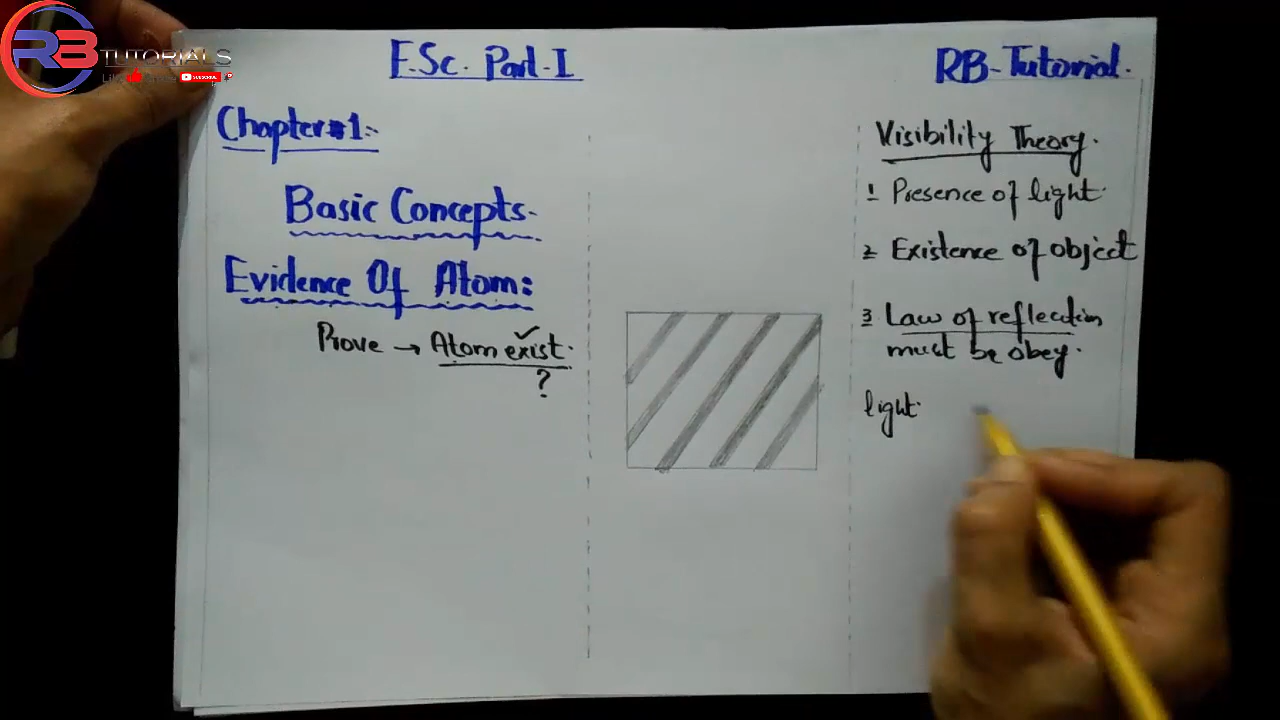 RB TUTORIALS
F.Sc. Part-I
RB-Tutorial.
Chapter#1:-
Basic Concepts.
Evidence Of Atom:
Prove → Atom exist.
?
Visibility Theory.
1 Presence of light.
2 Existence of object
3 Law of reflection
must be obey.
light.